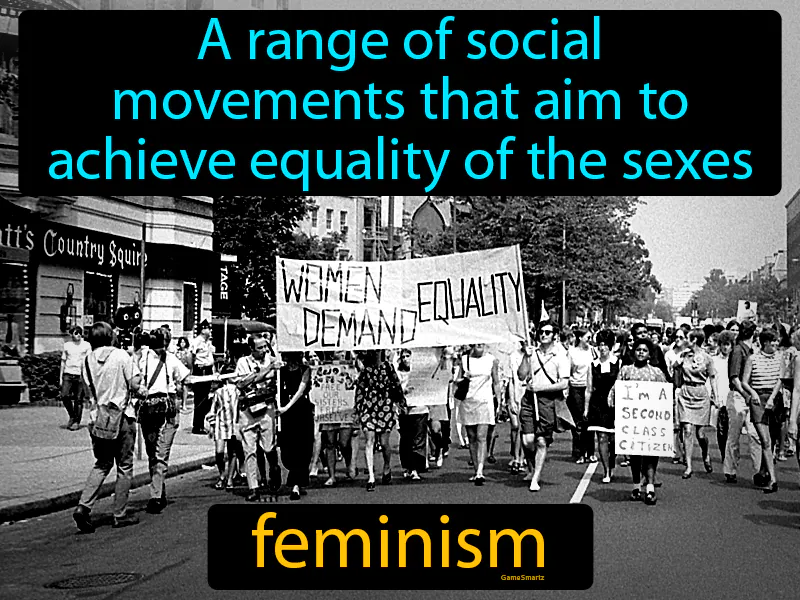 A range of social
movements that aim to
achieve equality of the sexes
Country Squire
WOMEN
DEMAND EQUALITY
I'M A
SECOND
CLASS
CITIZEN
feminism
GameSmartz